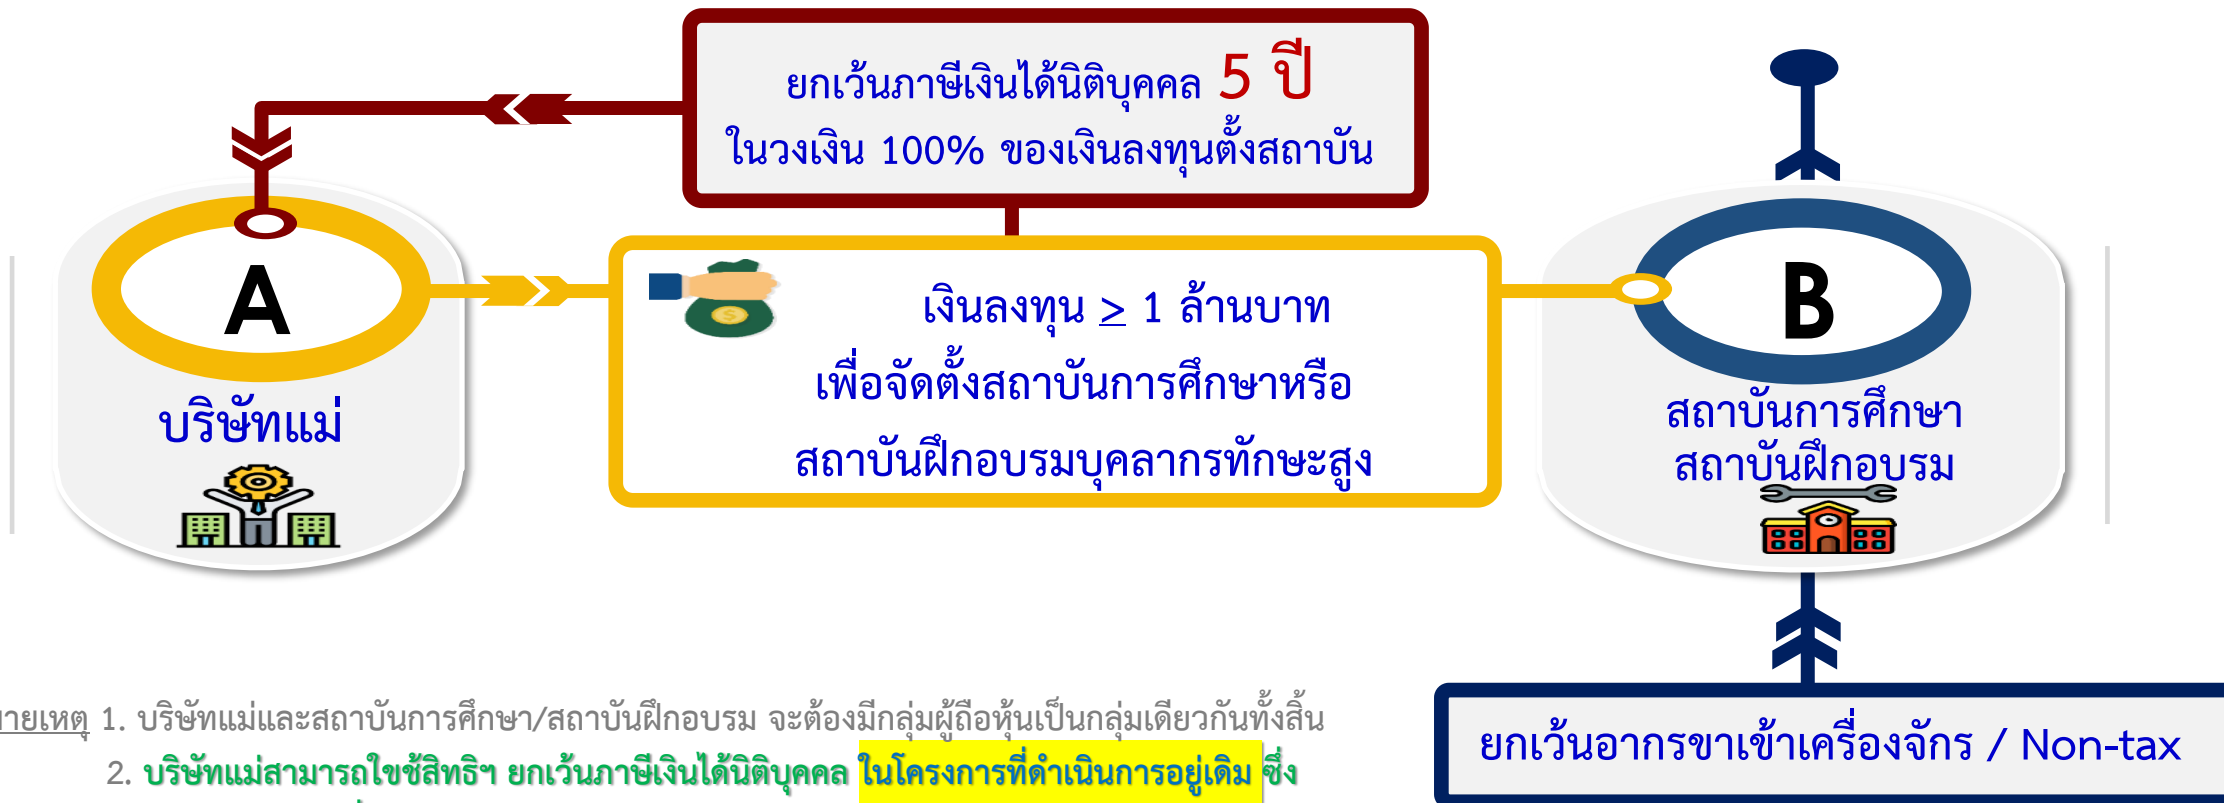 ยกเว้นภาษีเงินได้นิติบุคคล 5 ปี
ในวงเงิน 100% ของเงินลงทุนตั้งสถาบัน
A
บริษัทแม่
เงินลงทุน ≥ 1 ล้านบาท
เพื่อจัดตั้งสถาบันการศึกษาหรือ
สถาบันฝึกอบรมบุคลากรทักษะสูง
B
สถาบันการศึกษา
สถาบันฝึกอบรม
1. บริษัทแม่และสถาบันการศึกษา/สถาบันฝึกอบรม จะต้องมีกลุ่มผู้ถือหุ้นเป็นกลุ่มเดียวกันทั้งสิ้น
2. บริษัทแม่สามารถใขช้สิทธิฯ ยกเว้นภาษีเงินได้นิติบุคคล ในโครงการที่ดำเนินการอยู่เดิม ซึ่ง
ยกเว้นอากรขาเข้าเครื่องจักร / Non-tax